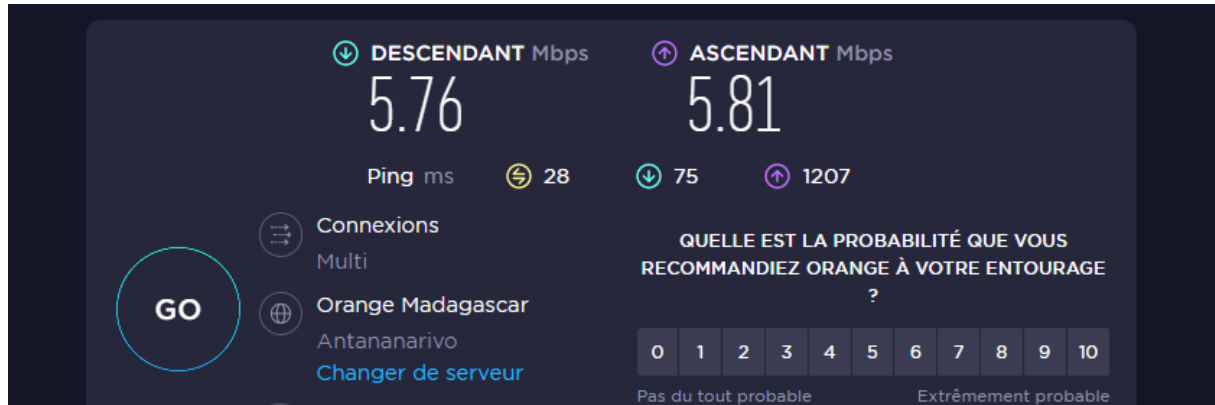 DESCENDANT Mbps
5.76
ASCENDANT Mbps
5.81
Ping ms 28 75 1207
Connexions
Multi
GO
Orange Madagascar
Antananarivo
Changer de serveur
QUELLE EST LA PROBABILITÉ QUE VOUS
RECOMMANDIEZ ORANGE À VOTRE ENTOURAGE
?
0 1 2 3 4 5 6 7 8 9 10
Pas du tout probable Extrêmement probable